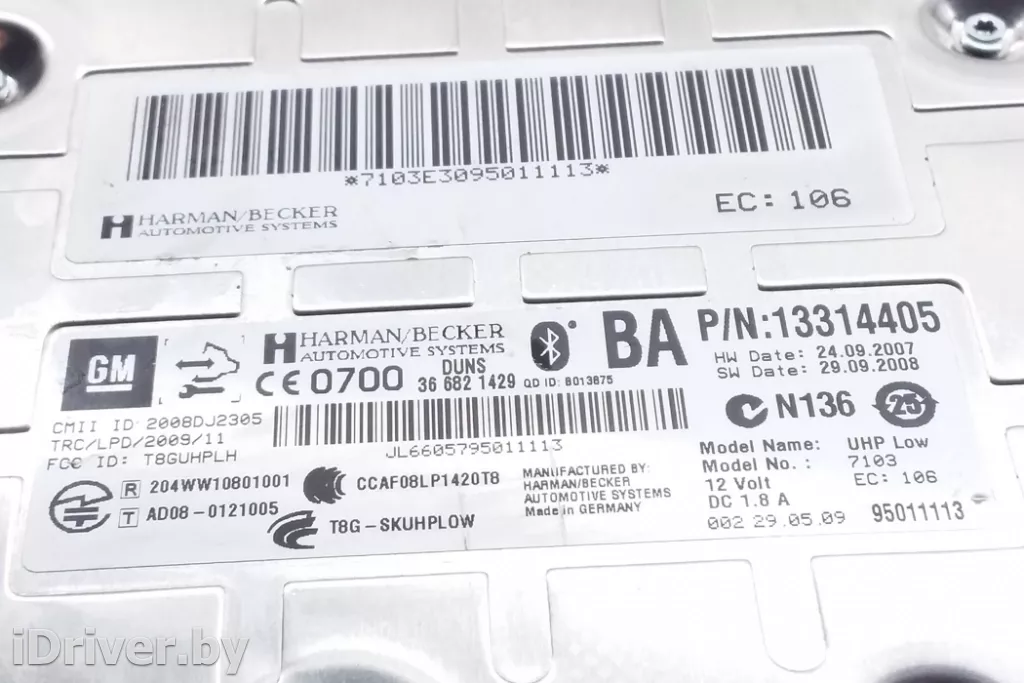 *7103E3095011113*
EC: 106
HARMAN/BECKER
AUTOMOTIVE SYSTEMS
GM
HARMAN/BECKER
AUTOMOTIVE SYSTEMS
CE 0700
DUNS
36 682 1429
QD ID: B013875
BA
P/N:13314405
HW Date: 24.09.2007
SW Date: 29.09.2008
N136
25
CMII ID: 2008DJ2305
TRC/LPD/2009/11
FCC ID: T8GUHPLH
JL6605795011113
R 204WW10801001
T AD08-0121005
CCAF08LP1420T8
T8G-SKUHPLOW
MANUFACTURED BY:
HARMAN/BECKER
AUTOMOTIVE SYSTEMS
Made in GERMANY
Model Name: UHP Low
Model No.: 7103
12 Volt EC: 106
DC 1.8 A
002 29.05.09 95011113
iDriver.by